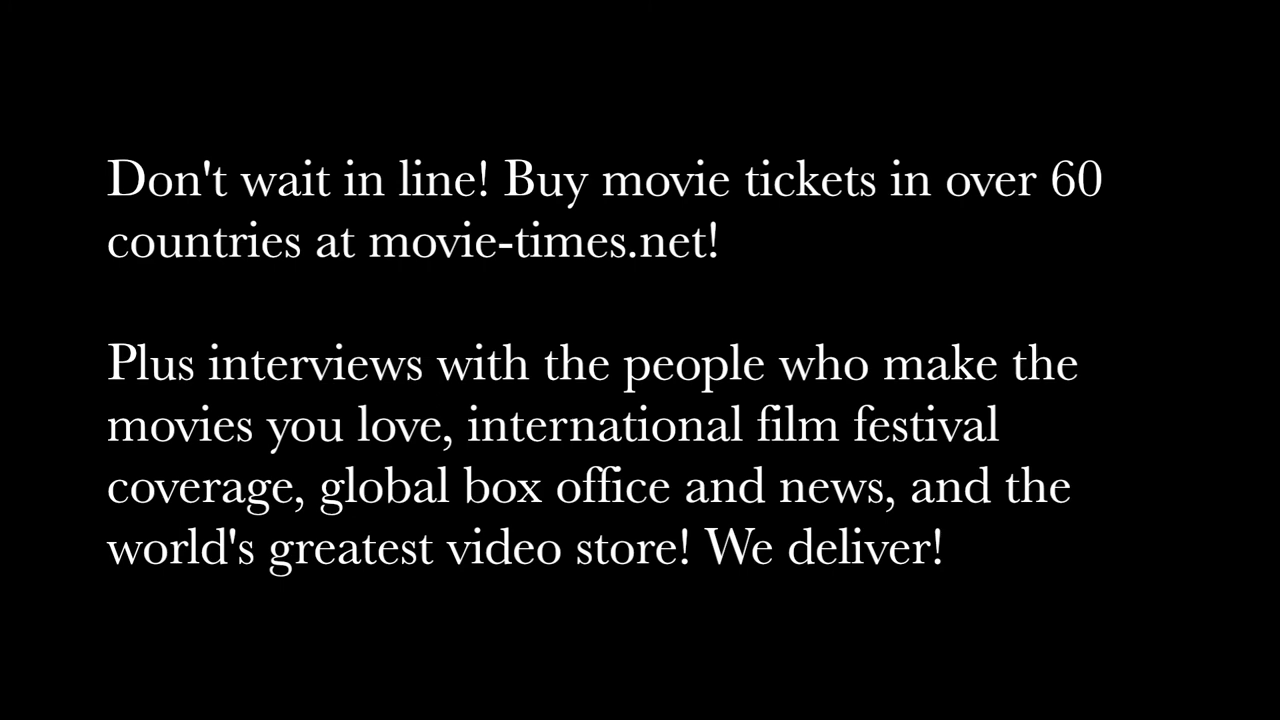 Don't wait in line! Buy movie tickets in over 60
countries at movie-times.net!
Plus interviews with the people who make the
movies you love, international film festival
coverage, global box office and news, and the
world's greatest video store! We deliver!